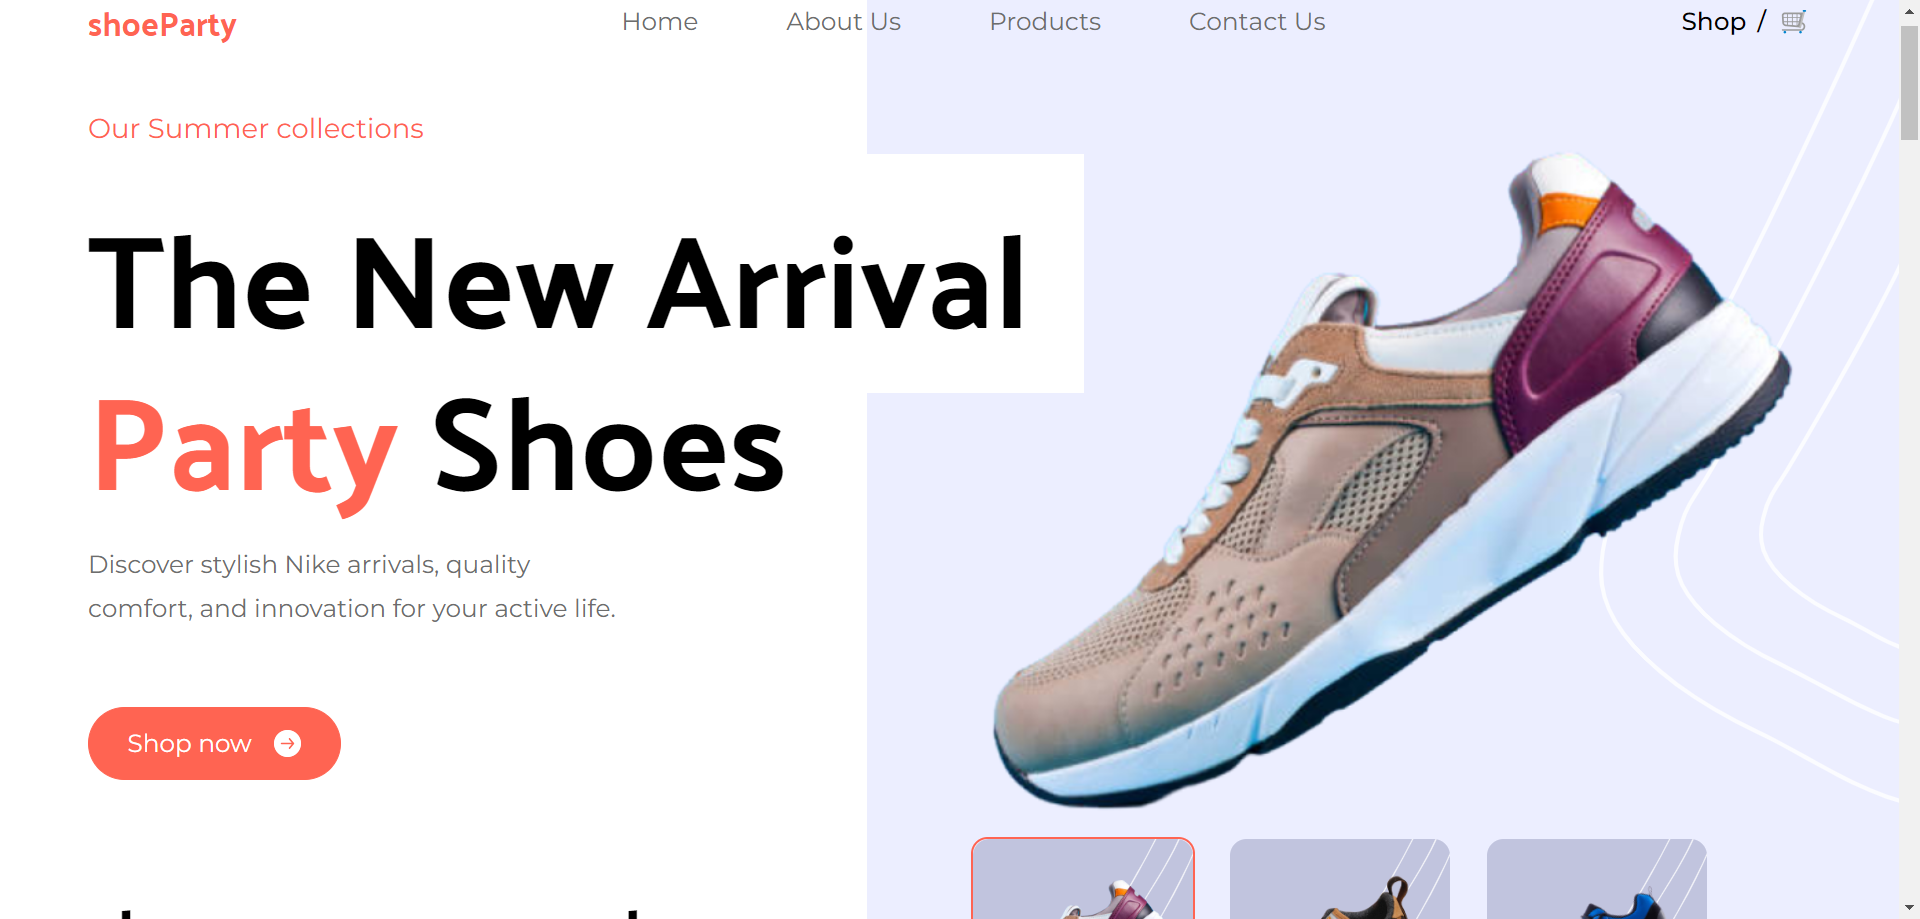 shoeParty
Home
About Us
Products
Contact Us
Shop /
Our Summer collections
The New Arrival
Party Shoes
Discover stylish Nike arrivals, quality
comfort, and innovation for your active life.
Shop now